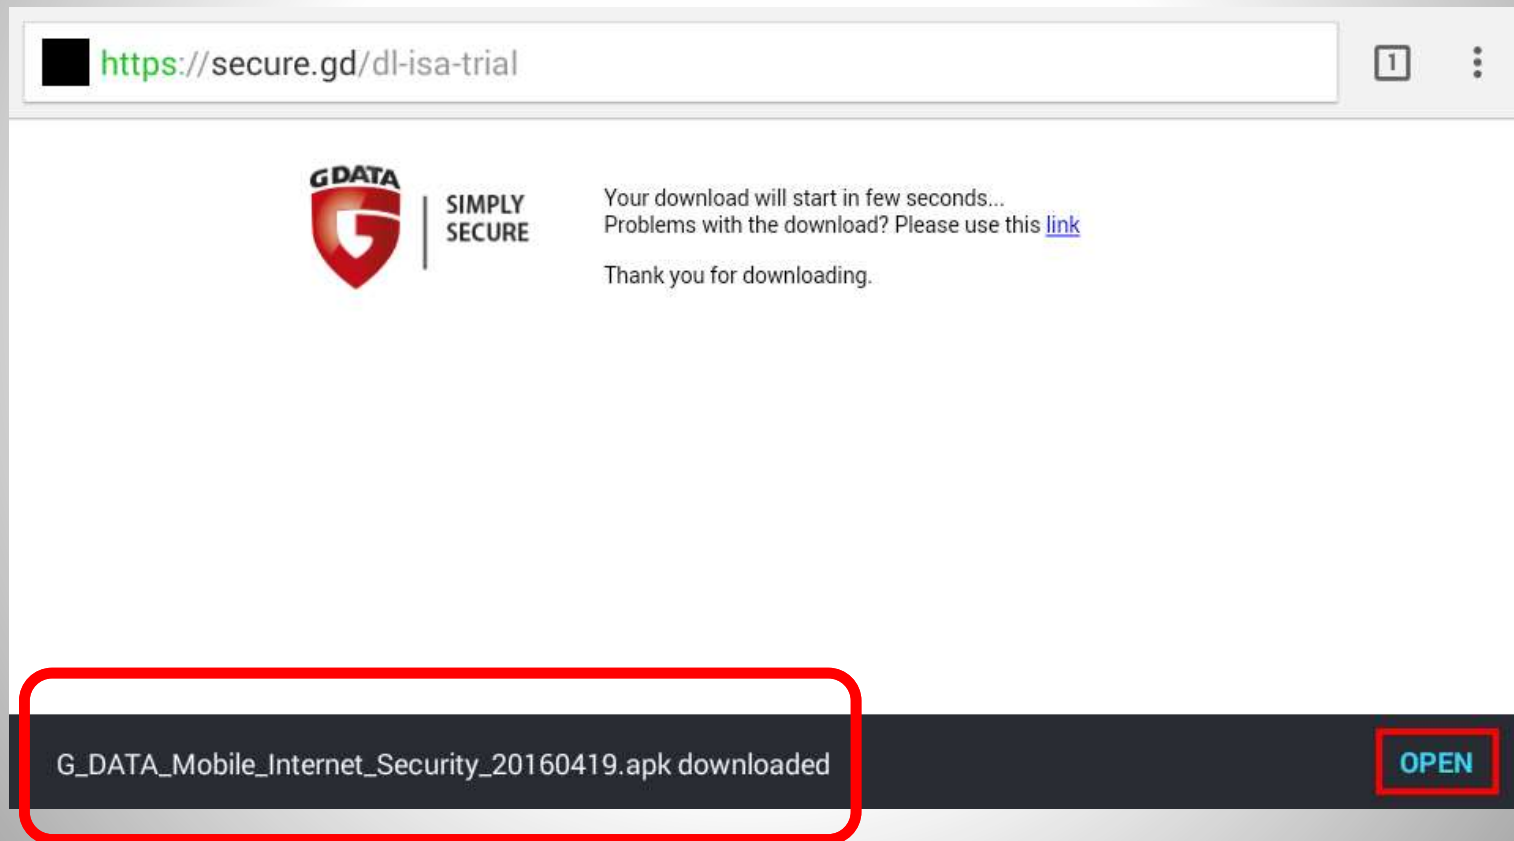 https://secure.gd/dl-isa-trial
1
GDATA
SIMPLY
SECURE
Your download will start in few seconds...
Problems with the download? Please use this link
Thank you for downloading.
G_DATA_Mobile_Internet_Security_20160419.apk downloaded
OPEN